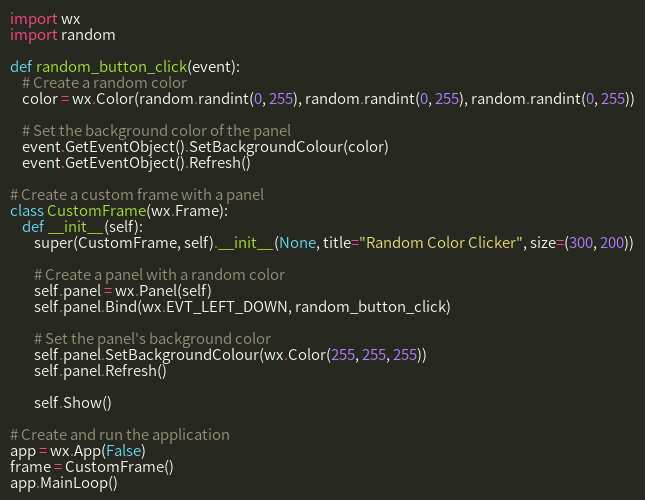 import wx
import random

def random_button_click(event):
    # Create a random color
    color = wx.Color(random.randint(0, 255), random.randint(0, 255), random.randint(0, 255))

    # Set the background color of the panel
    event.GetEventObject().SetBackgroundColour(color)
    event.GetEventObject().Refresh()

# Create a custom frame with a panel
class CustomFrame(wx.Frame):
    def __init__(self):
        super(CustomFrame, self).__init__(None, title="Random Color Clicker", size=(300, 200))

        # Create a panel with a random color
        self.panel = wx.Panel(self)
        self.panel.Bind(wx.EVT_LEFT_DOWN, random_button_click)

        # Set the panel's background color
        self.panel.SetBackgroundColour(wx.Color(255, 255, 255))
        self.panel.Refresh()

        self.Show()

# Create and run the application
app = wx.App(False)
frame = CustomFrame()
app.MainLoop()